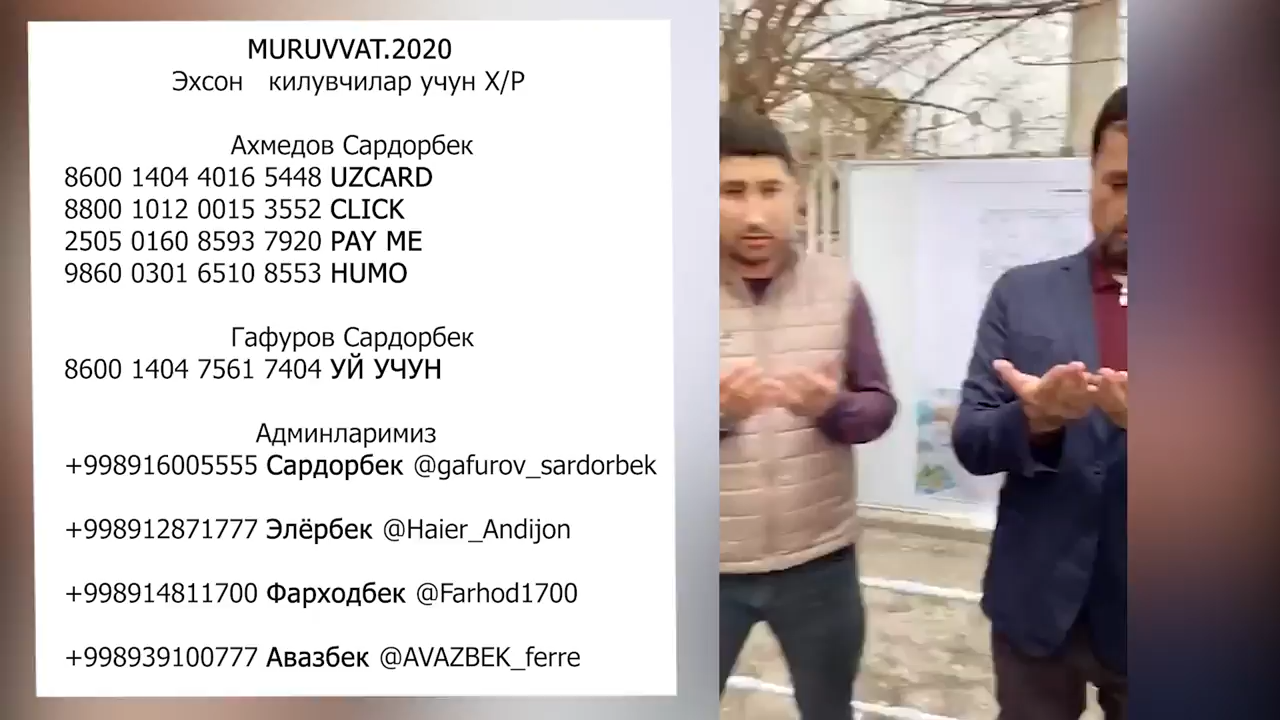 MURUVVAT.2020
Эхсон килувчилар учун Х/Р
Ахмедов Сардорбек
8600 1404 4016 5448 UZCARD
8800 1012 0015 3552 CLICK
2505 0160 8593 7920 PAY ME
9860 0301 6510 8553 HUMO
Гафуров Сардорбек
8600 1404 7561 7404 УЙ УЧУН
Админларимиз
+998916005555 Сардорбек @gafurov_sardorbek
+998912871777 Элёрбек @Haier_Andijon
+998914811700 Фарходбек @Farhod1700
+998939100777 Авазбек @AVAZBEK_ferre